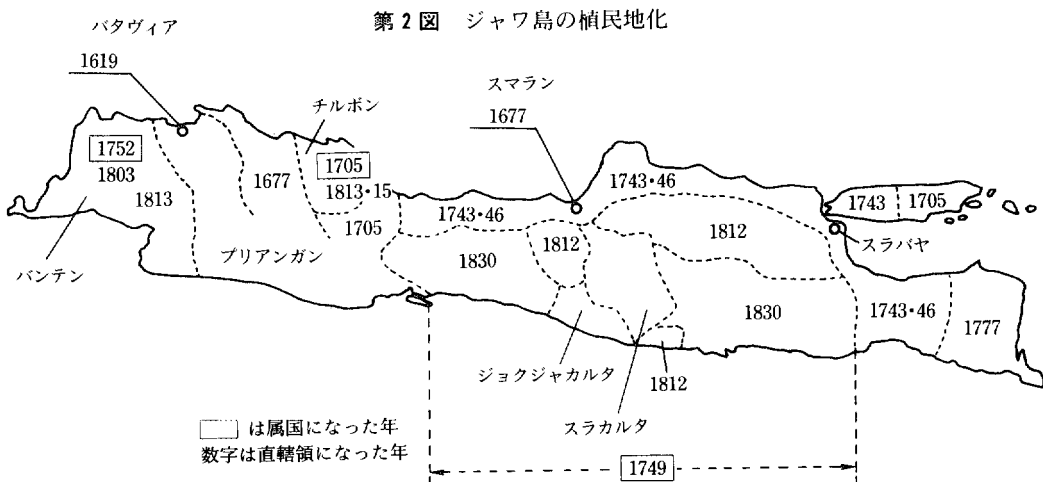 第2図 ジャワ島の植民地化
バタヴィア
1619
チルボン
スマラン
1677
1752
1803
1813
1677
1705
1813・15
1705
1743・46
1743・46
1743
1705
1812
1812
スラバヤ
バンテン
プリアンガン
1830
1830
1743・46
1777
ジョクジャカルタ
1812
スラカルタ
は属国になった年
数字は直轄領になった年
1749